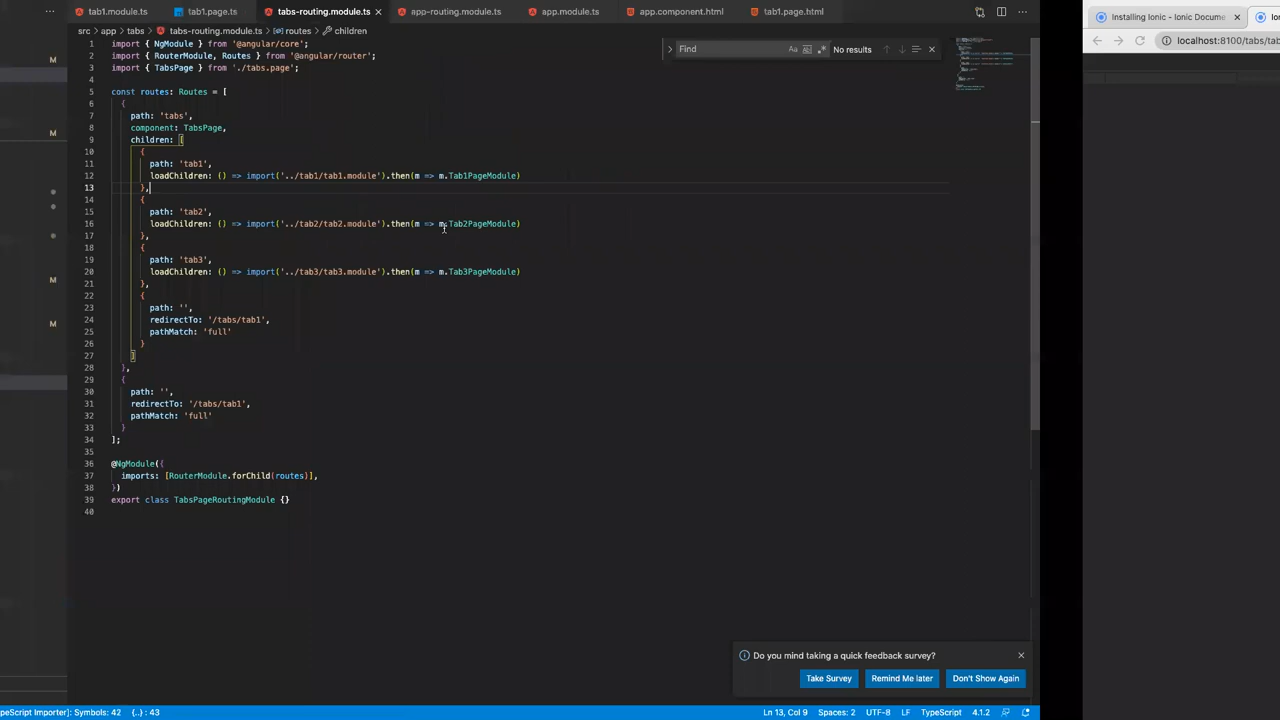 tab1.module.ts
tab1.page.ts
tabs-routing.module.ts
app-routing.module.ts
app.module.ts
app.component.html
tab1.page.html
Installing Ionic - Ionic Docume
localhost:8100/tabs/tab
src > app > tabs > tabs-routing.module.ts > routes > children
Find
Aa
No results
M
M
M
M
1 import { NgModule } from '@angular/core';
2 import { RouterModule, Routes } from '@angular/router';
3 import { TabsPage } from './tabs.page';
4
5 const routes: Routes = [
6 {
7 path: 'tabs',
8 component: TabsPage,
9 children: [
10 {
11 path: 'tab1',
12 loadChildren: () => import('../tab1/tab1.module').then(m => m.Tab1PageModule)
13 },
14 {
15 path: 'tab2',
16 loadChildren: () => import('../tab2/tab2.module').then(m => m.Tab2PageModule)
17 },
18 {
19 path: 'tab3',
20 loadChildren: () => import('../tab3/tab3.module').then(m => m.Tab3PageModule)
21 },
22 {
23 path: '',
24 redirectTo: '/tabs/tab1',
25 pathMatch: 'full'
26 }
27 ]
28 },
29 {
30 path: '',
31 redirectTo: '/tabs/tab1',
32 pathMatch: 'full'
33 }
34 ];
35
36 @NgModule({
37 imports: [RouterModule.forChild(routes)],
38 })
39 export class TabsPageRoutingModule {}
40
Do you mind taking a quick feedback survey?
Take Survey
Remind Me later
Don't Show Again
peScript Importer]: Symbols: 42 {..} : 43
Ln 13, Col 9 Spaces: 2 UTF-8 LF TypeScript 4.1.2